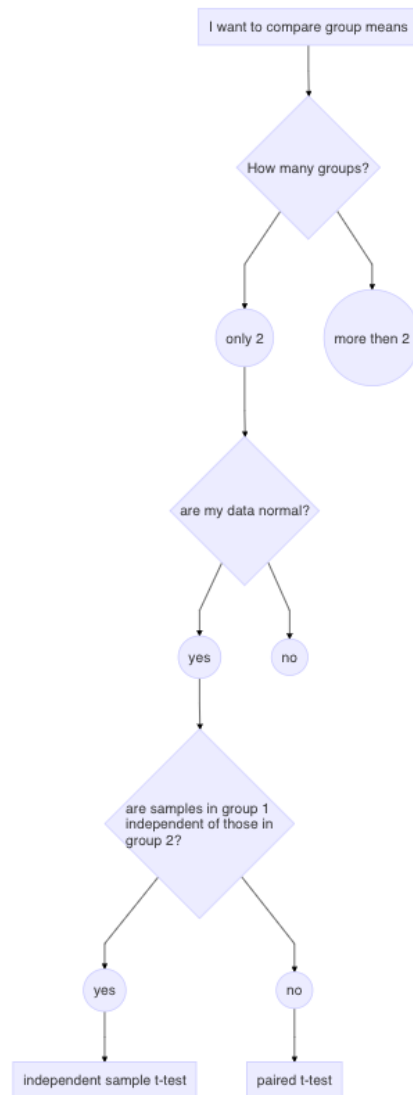 I want to compare group means
How many groups?
only 2
more then 2
are my data normal?
yes
no
are samples in group 1
independent of those in
group 2?
yes
no
independent sample t-test
paired t-test